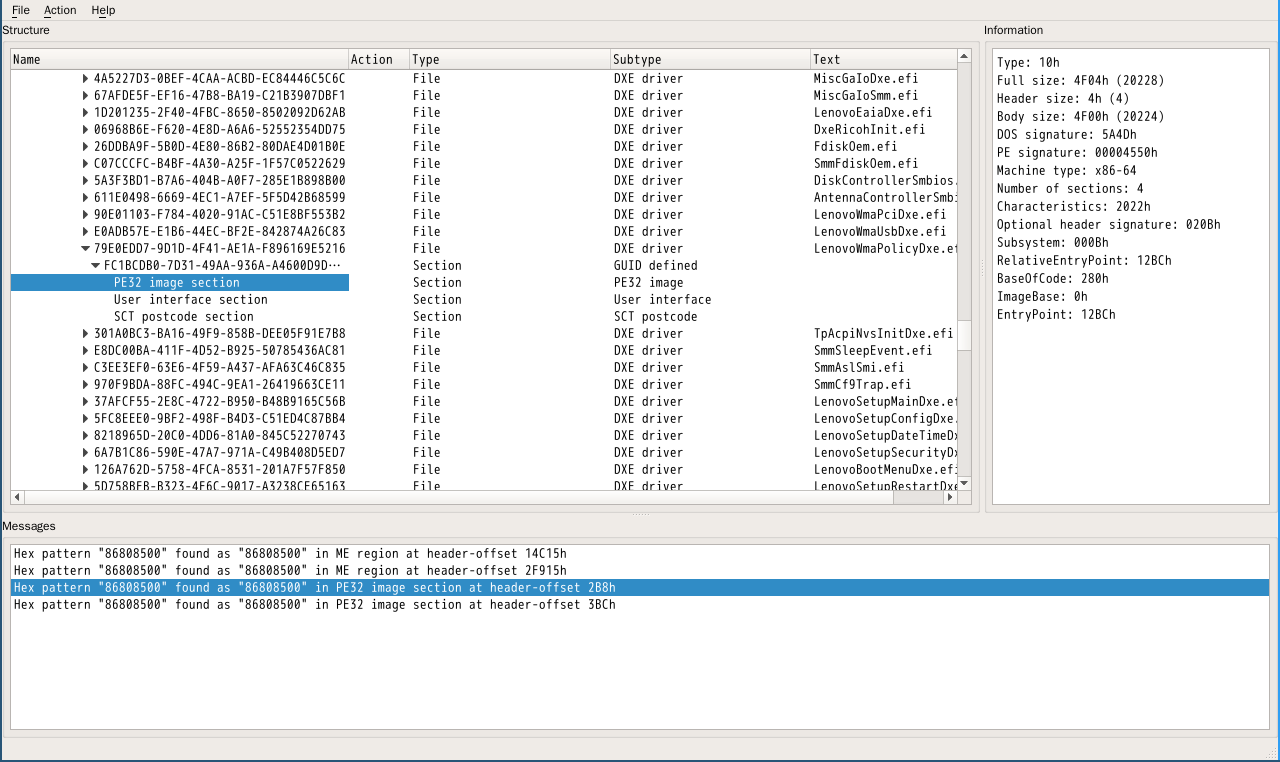 File Action Help
Structure
Information
Name Action Type Subtype Text
4A5227D3-0BEF-4CAA-ACBD-EC84446C5C6C File DXE driver MiscGaIoDxe.efi
67AFDE5F-EF16-47B8-BA19-C21B3907DBF1 File DXE driver MiscGaIoSmm.efi
1D201235-2F40-4FBC-8650-8502092D62AB File DXE driver LenovoEaiaDxe.efi
06968B6E-F620-4E8D-A6A6-52552354DD75 File DXE driver DxeRicohInit.efi
26DDBA9F-5B0D-4E80-86B2-80DAE4D01B0E File DXE driver FdiskOem.efi
C07CCCFC-B4BF-4A30-A25F-1F57C0522629 File DXE driver SmmFdiskOem.efi
5A3F3BD1-B7A6-404B-A0F7-285E1B898B00 File DXE driver DiskControllerSmbios.
611E0498-6669-4EC1-A7EF-5F5D42B68599 File DXE driver AntennaControllerSmbi
90E01103-F784-4020-91AC-C51E8BF553B2 File DXE driver LenovoWmaPciDxe.efi
E0ADB57E-E1B6-44EC-BF2E-842874A26C83 File DXE driver LenovoWmaUsbDxe.efi
79E0EDD7-9D1D-4F41-AE1A-F896169E5216 File DXE driver LenovoWmaPolicyDxe.ef
FC1BCDB0-7D31-49AA-936A-A4600D9D… Section GUID defined
PE32 image section Section PE32 image
User interface section Section User interface
SCT postcode section Section SCT postcode
301A0BC3-BA16-49F9-858B-DEE05F91E7B8 File DXE driver TpAcpiNvsInitDxe.efi
E8DC00BA-411F-4D52-B925-50785436AC81 File DXE driver SmmSleepEvent.efi
C3EE3EF0-63E6-4F59-A437-AFA63C46C835 File DXE driver SmmAslSmi.efi
970F9BDA-88FC-494C-9EA1-26419663CE11 File DXE driver SmmCf9Trap.efi
37AFCF55-2E8C-4722-B950-B48B9165C56B File DXE driver LenovoSetupMainDxe.ef
5FC8EEE0-9BF2-498F-B4D3-C51ED4C87BB4 File DXE driver LenovoSetupConfigDxe.
8218965D-20C0-4DD6-81A0-845C52270743 File DXE driver LenovoSetupDateTimeDx
6A7B1C86-590E-47A7-971A-C49B408D5ED7 File DXE driver LenovoSetupSecurityDx
126A762D-5758-4FCA-8531-201A7F57F850 File DXE driver LenovoBootMenuDxe.efi
5D758BEB-B323-4F6C-9017-A3238CE65163 File DXE driver LenovoSetupRestartDxe
Type: 10h
Full size: 4F04h (20228)
Header size: 4h (4)
Body size: 4F00h (20224)
DOS signature: 5A4Dh
PE signature: 00004550h
Machine type: x86-64
Number of sections: 4
Characteristics: 2022h
Optional header signature: 020Bh
Subsystem: 000Bh
RelativeEntryPoint: 12BCh
BaseOfCode: 280h
ImageBase: 0h
EntryPoint: 12BCh
Messages
Hex pattern "86808500" found as "86808500" in ME region at header-offset 14C15h
Hex pattern "86808500" found as "86808500" in ME region at header-offset 2F915h
Hex pattern "86808500" found as "86808500" in PE32 image section at header-offset 2B8h
Hex pattern "86808500" found as "86808500" in PE32 image section at header-offset 3BCh